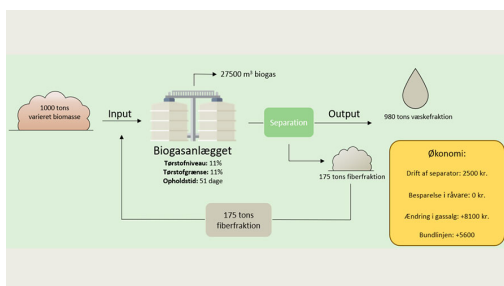 1000 tons
varieret biomasse
Input
27500 m³ biogas
Biogasanlægget
Tørstofniveau: 11%
Tørstofgrænse: 11%
Opholdstid: 51 dage
Separation
Output
980 tons væskefraktion
175 tons fiberfraktion
175 tons
fiberfraktion
Økonomi:
Drift af separator: 2500 kr.
Besparelse i råvare: 0 kr.
Ændring i gassalg: +8100 kr.
Bundlinjen: +5600